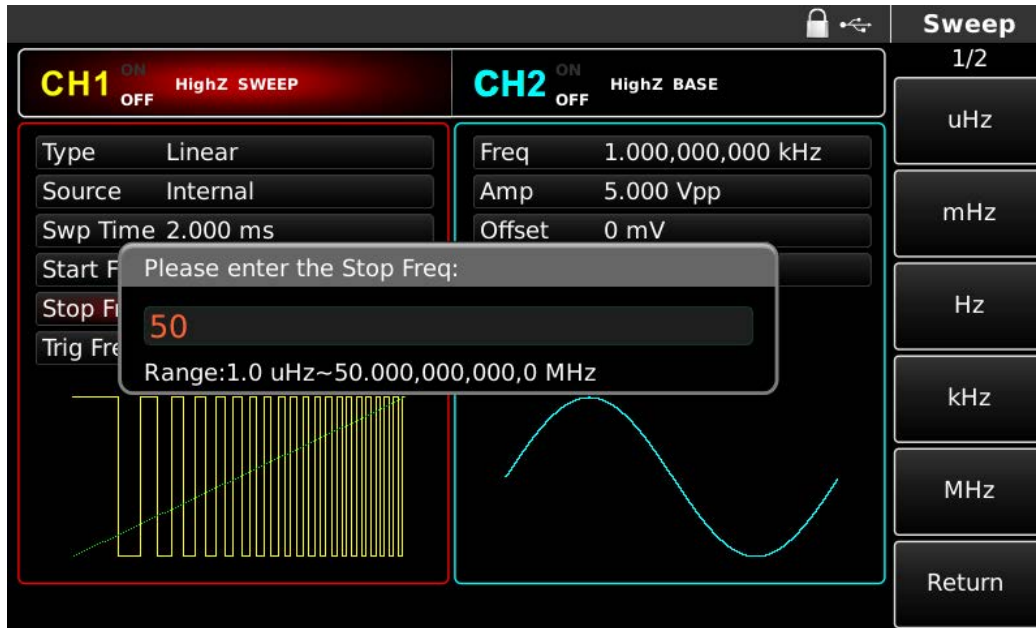 Sweep
1/2
CH1 ON OFF HighZ SWEEP
CH2 ON OFF HighZ BASE
Type Linear
Source Internal
Swp Time 2.000 ms
Start F
Stop Fr
Trig Fre
Freq 1.000,000,000 kHz
Amp 5.000 Vpp
Offset 0 mV
Please enter the Stop Freq:
50
Range:1.0 uHz~50.000,000,000,0 MHz
uHz
mHz
Hz
kHz
MHz
Return